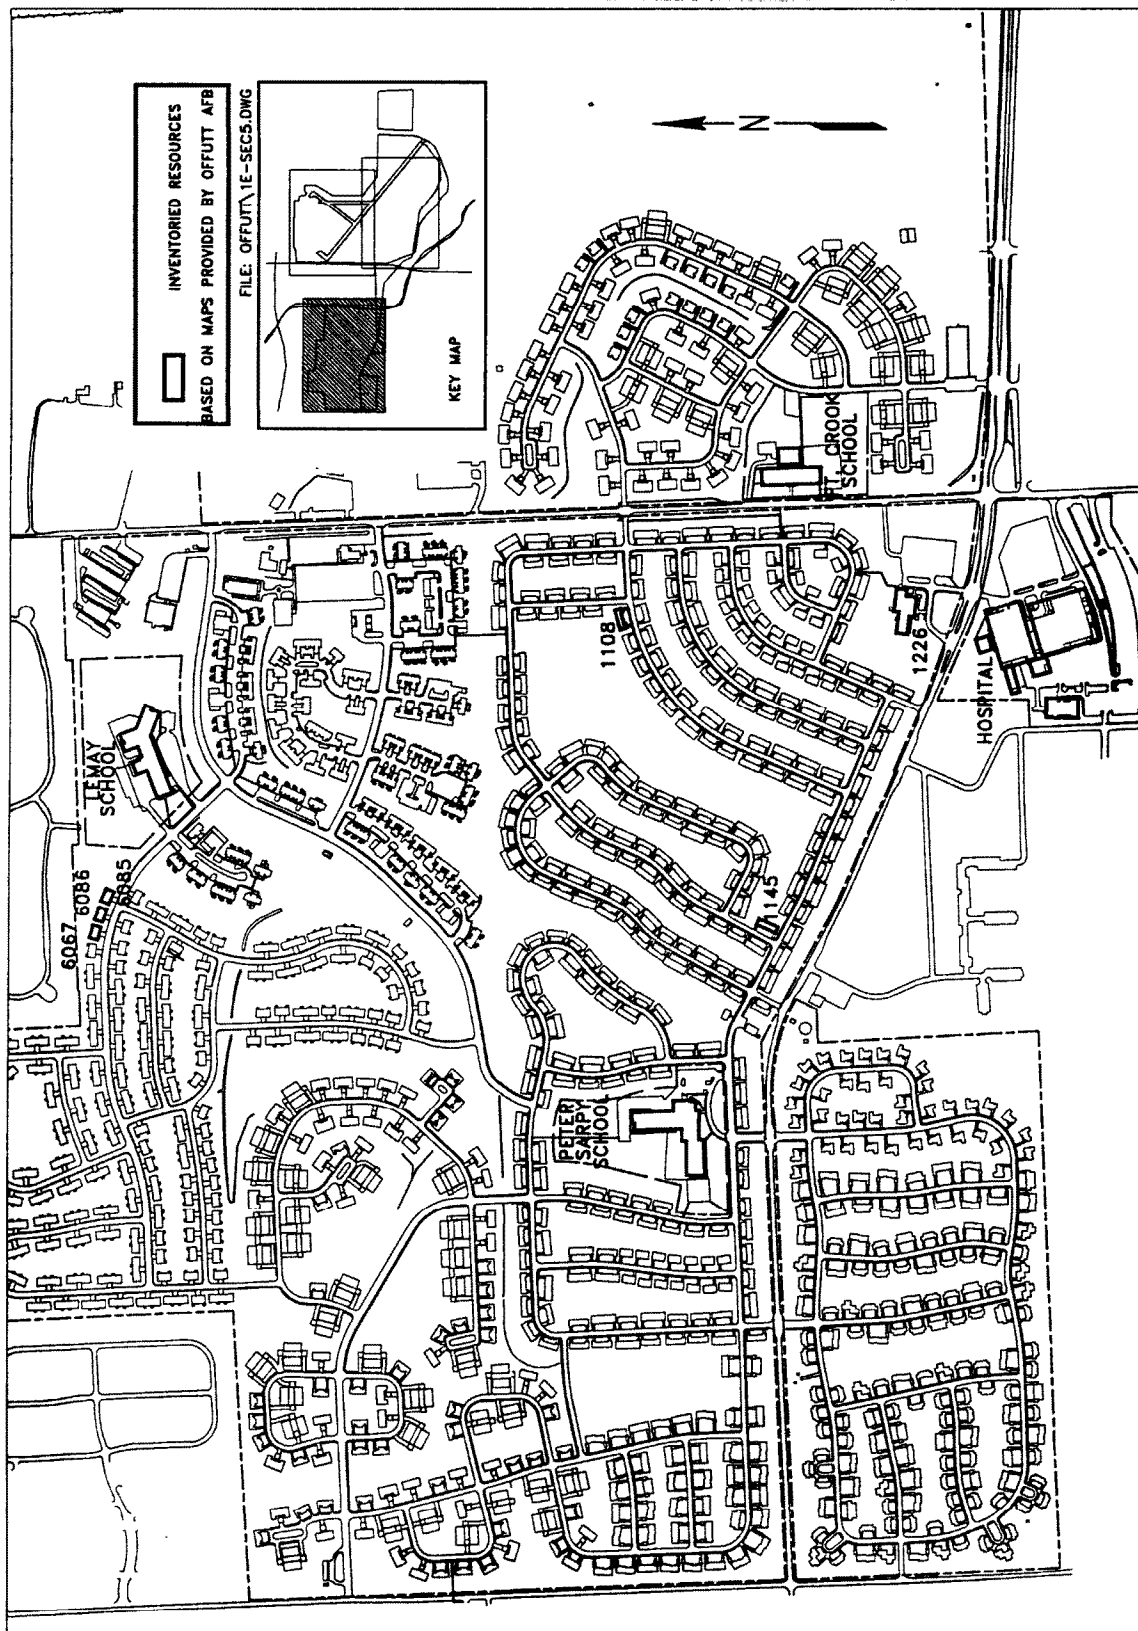 INVENTORIED RESOURCES
BASED ON MAPS PROVIDED BY OFFUTT AFB
FILE: OFFUTT\1E-SEC5.DWG
KEY MAP
N
LEMAY
SCHOOL
6067
6086
6085
1108
1145
1226
HOSPITAL
CROOK
SCHOOL
PETER
SARPY
SCHOOL